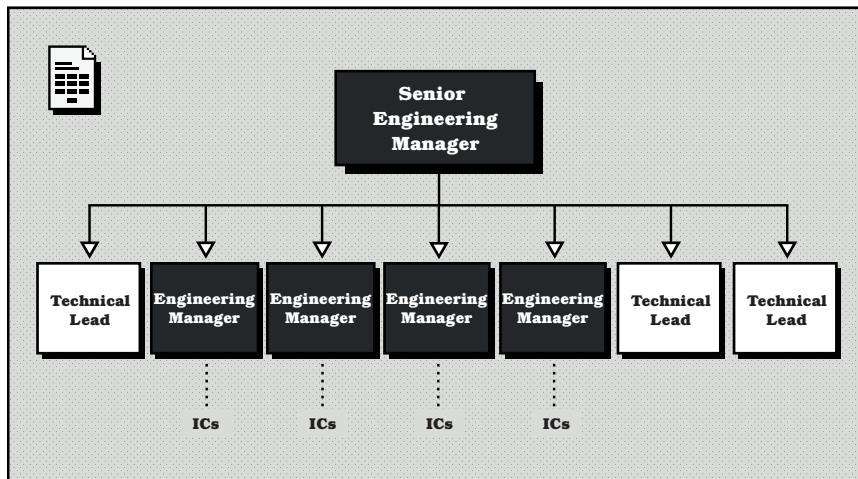 Senior
Engineering
Manager
Technical
Lead
Engineering
Manager
Engineering
Manager
Engineering
Manager
Engineering
Manager
Technical
Lead
Technical
Lead
ICs
ICs
ICs
ICs